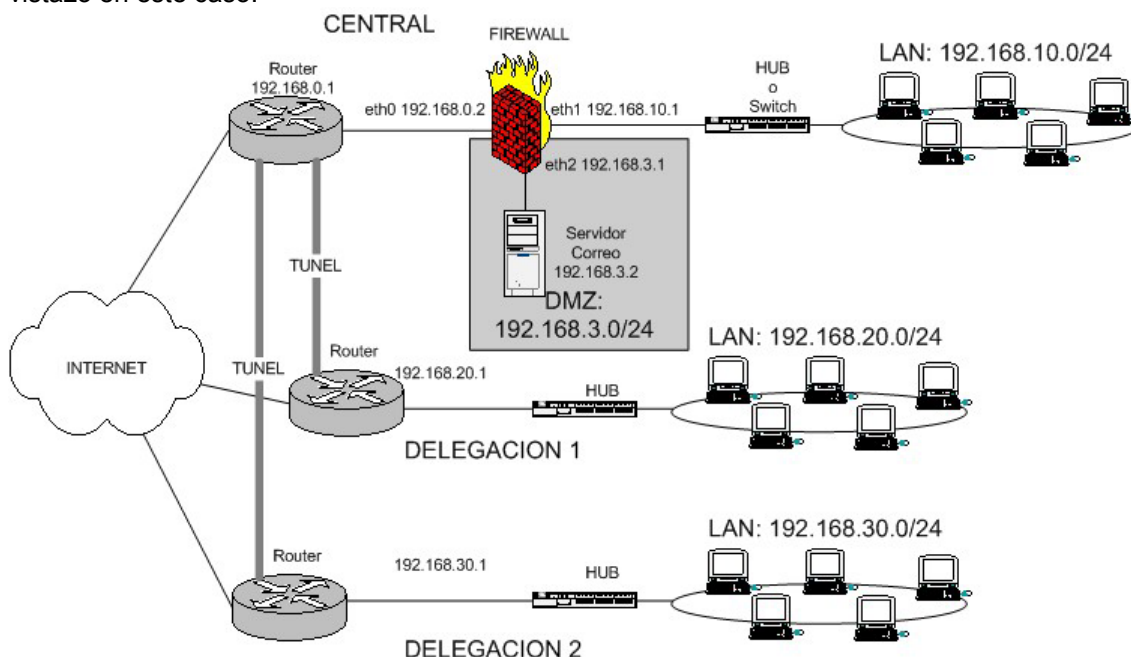 CENTRAL
FIREWALL
Router
192.168.0.1
eth0 192.168.0.2
eth1 192.168.10.1
HUB
o
Switch
LAN: 192.168.10.0/24
eth2 192.168.3.1
Servidor
Correo
192.168.3.2
DMZ:
192.168.3.0/24
TUNEL
INTERNET
TUNEL
Router
192.168.20.1
HUB
LAN: 192.168.20.0/24
DELEGACION 1
Router
192.168.30.1
HUB
LAN: 192.168.30.0/24
DELEGACION 2